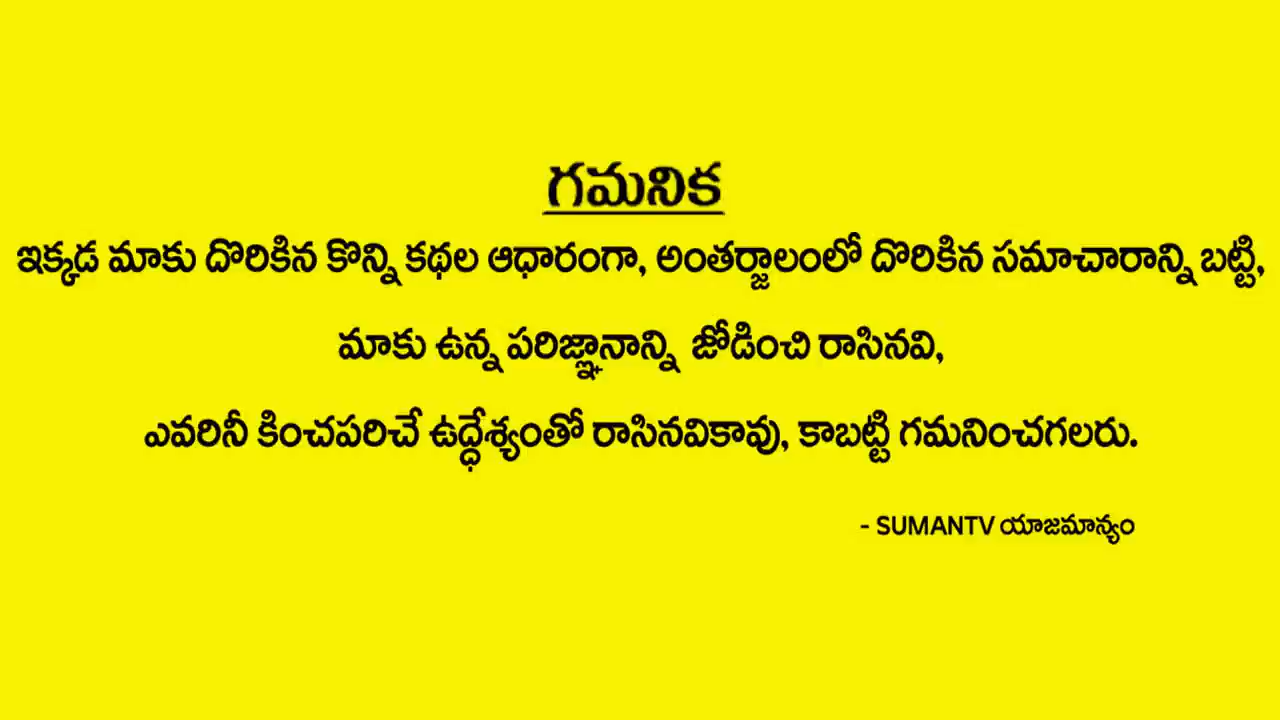 గమనిక
ఇక్కడ మాకు దొరికిన కొన్ని కథల ఆధారంగా, అంతర్జాలంలో దొరికిన సమాచారాన్ని బట్టి,
మాకు ఉన్న పరిజ్ఞానాన్ని జోడించి రాసినవి,
ఎవరినీ కించపరిచే ఉద్ధేశ్యంతో రాసినవికావు, కాబట్టి గమనించగలరు.
- SUMANTV యాజమాన్యం